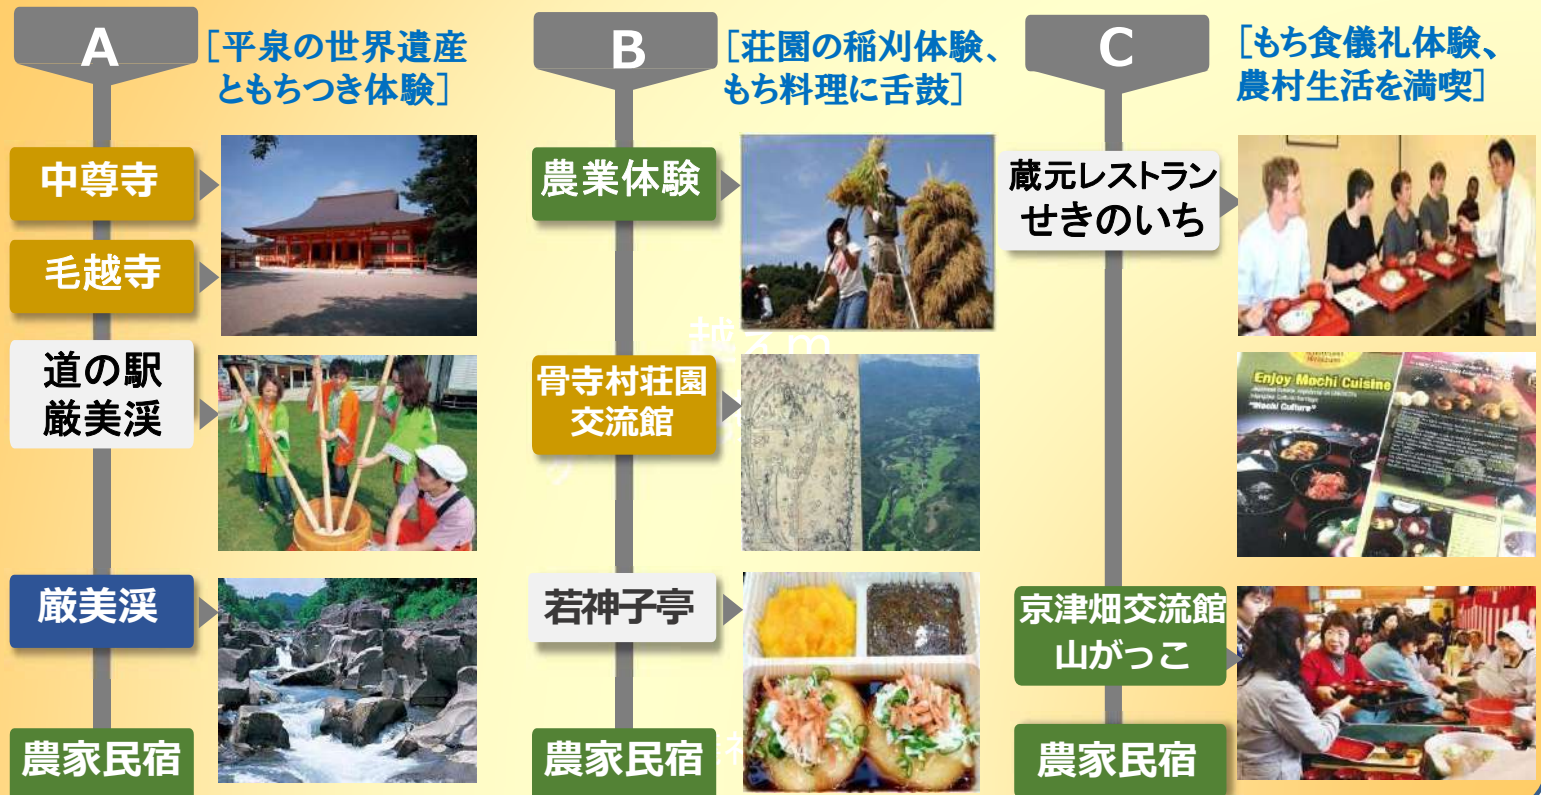 A
[平泉の世界遺産
ともちつき体験]
中尊寺
毛越寺
道の駅
厳美渓
厳美渓
農家民宿
B
[荘園の稲刈体験、
もち料理に舌鼓]
農業体験
骨寺村荘園
交流館
若神子亭
農家民宿
C
[もち食儀礼体験、
農村生活を満喫]
蔵元レストラン
せきのいち
Enjoy Mochi Cuisine
"Mochi Culture"
京津畑交流館
山がっこ
農家民宿